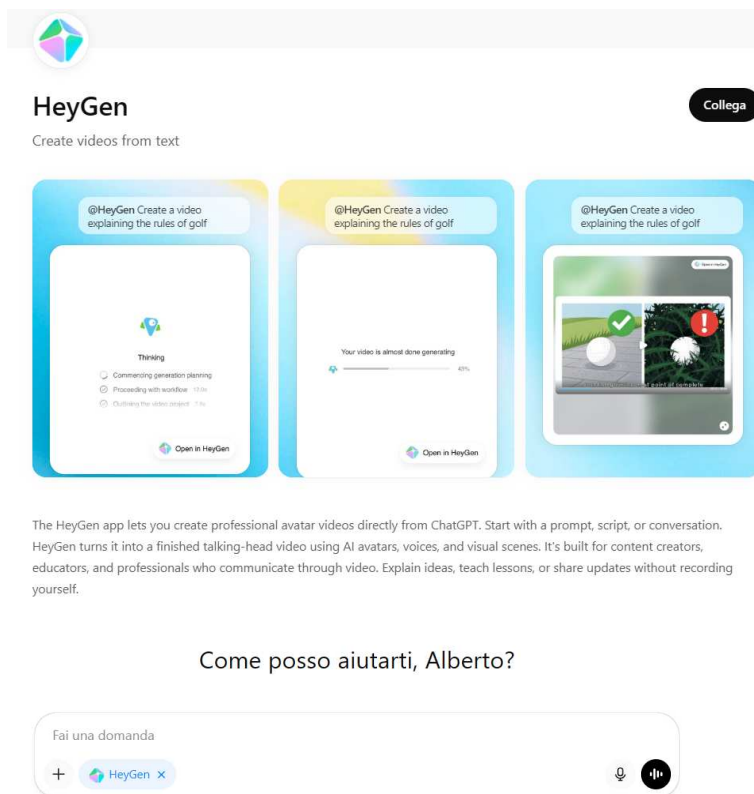 HeyGen
Collega
Create videos from text
@HeyGen Create a video
explaining the rules of golf
Thinking
Commencing generation planning
Proceeding with workflow
Outlining the video project
Open in HeyGen
@HeyGen Create a video
explaining the rules of golf
Your video is almost done generating
43%
Open in HeyGen
@HeyGen Create a video
explaining the rules of golf
Open in HeyGen
point of complete
The HeyGen app lets you create professional avatar videos directly from ChatGPT. Start with a prompt, script, or conversation.
HeyGen turns it into a finished talking-head video using AI avatars, voices, and visual scenes. It's built for content creators,
educators, and professionals who communicate through video. Explain ideas, teach lessons, or share updates without recording
yourself.
Come posso aiutarti, Alberto?
Fai una domanda
HeyGen